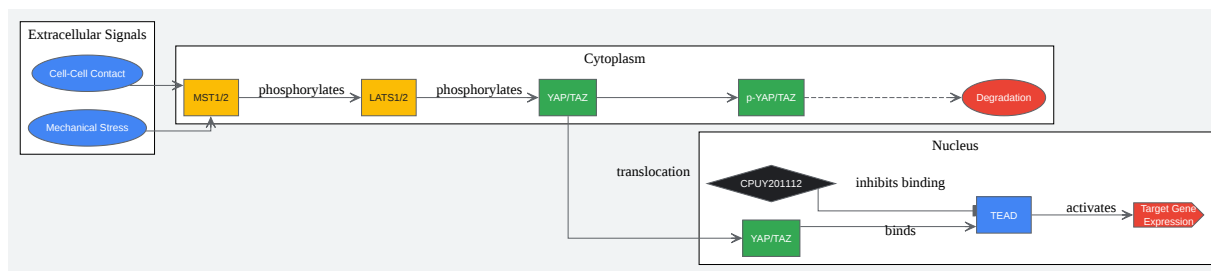 Extracellular Signals
Cell-Cell Contact
Mechanical Stress
Cytoplasm
MST1/2
phosphorylates
LATS1/2
phosphorylates
YAP/TAZ
p-YAP/TAZ
Degradation
translocation
Nucleus
CPUY201112
inhibits binding
YAP/TAZ
binds
TEAD
activates
Target Gene
Expression